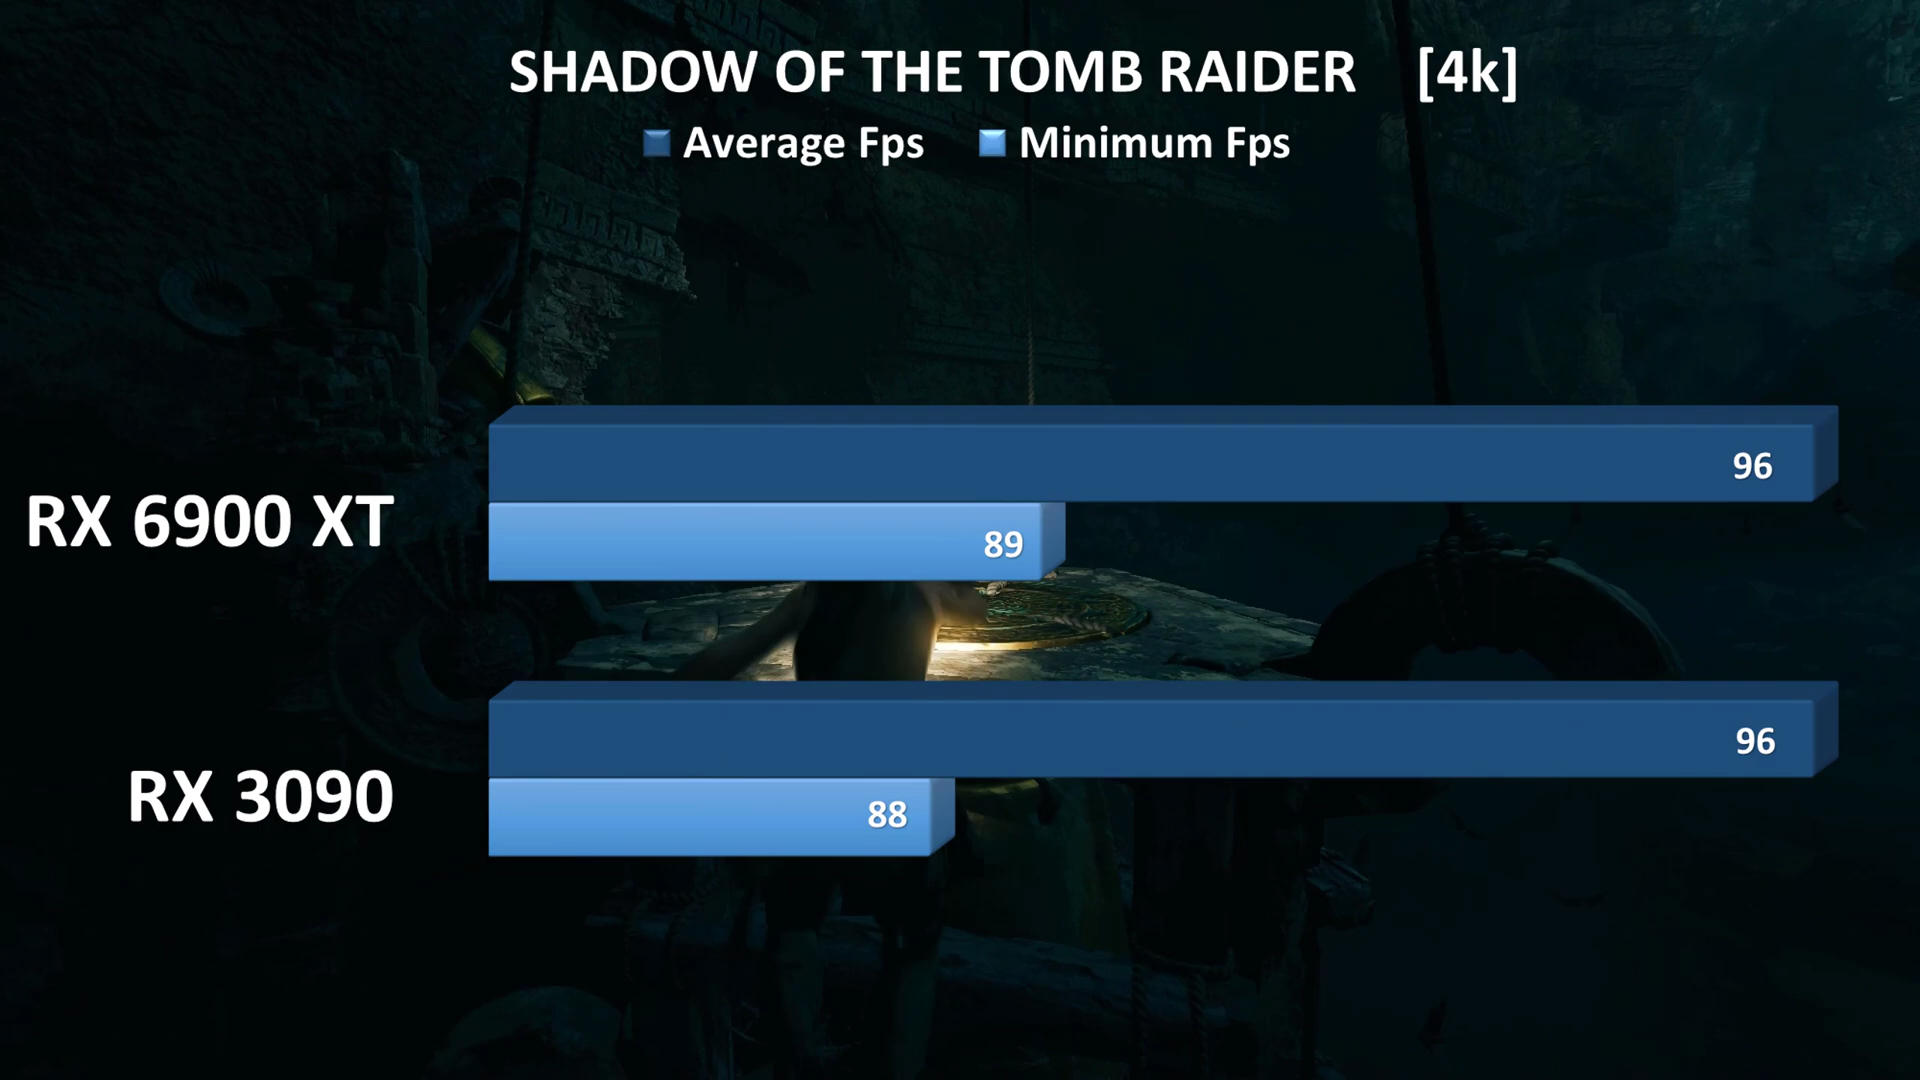 SHADOW OF THE TOMB RAIDER [4k]
Average Fps Minimum Fps
96
RX 6900 XT
89
96
RX 3090
88